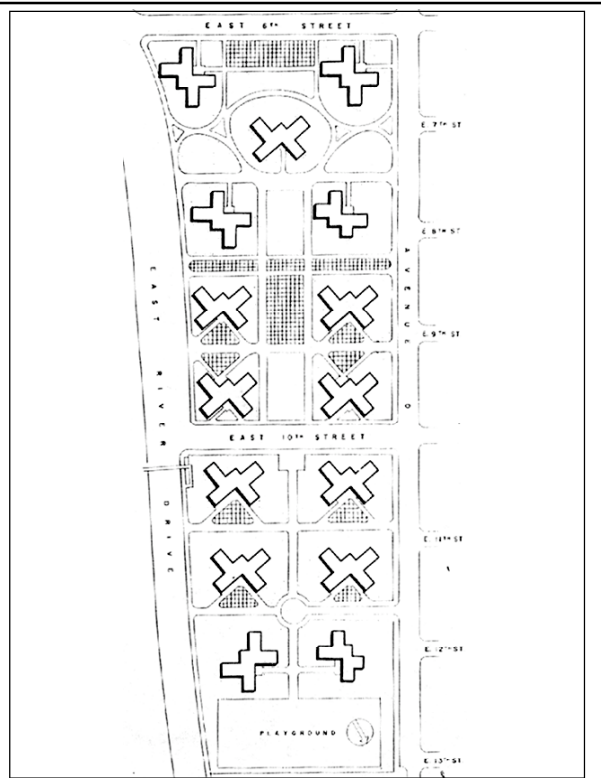 EAST 6TH STREET
E. 7TH ST
E. 8TH ST
AVENUE D
EAST RIVER DRIVE
E. 9TH ST
EAST 10TH STREET
E. 11TH ST
E. 12TH ST
PLAYGROUND
E. 13TH ST